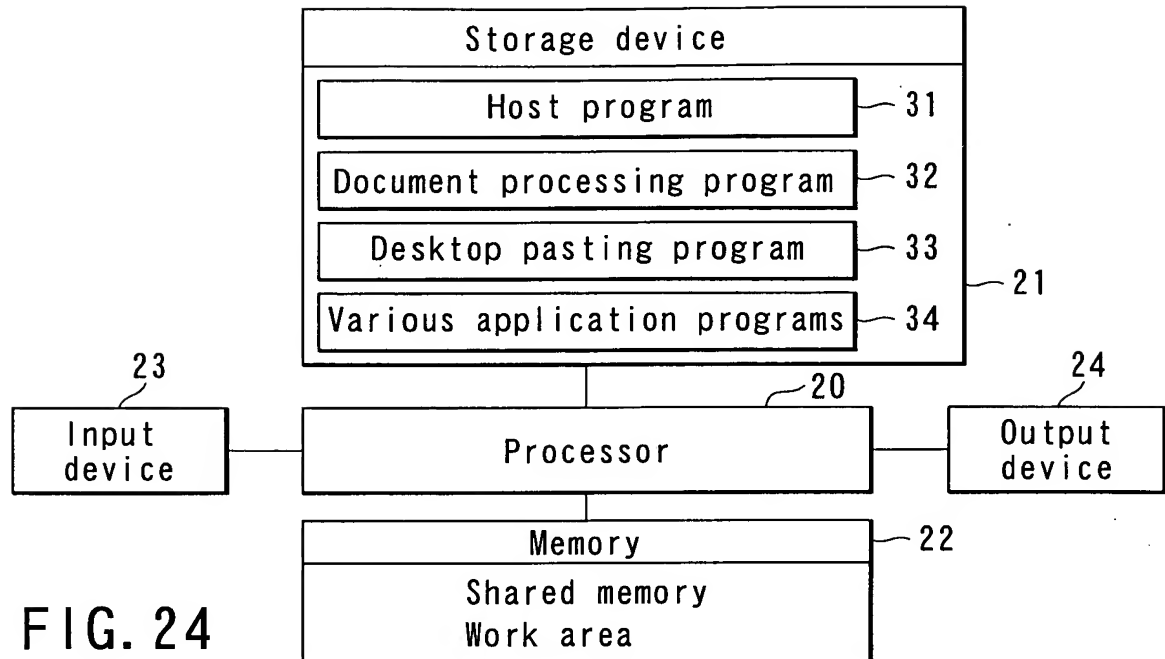 Storage device
Host program
31
Document processing program
32
Desktop pasting program
33
21
Various application programs
34
23
20
24
Input
device
Processor
Output
device
Memory
22
Shared memory
Work area
FIG. 24